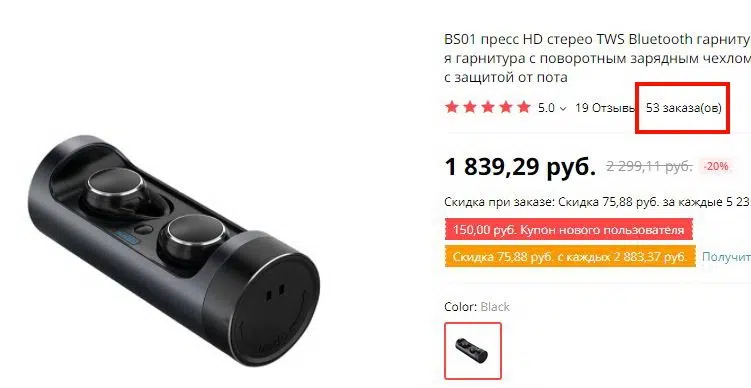 BS01 пресс HD стерео TWS Bluetooth гарниту
я гарнитура с поворотным зарядным чехлом
с защитой от пота
5.0 19 Отзывы 53 заказа(ов)
1 839,29 руб. 2 299,11 руб. -20%
Скидка при заказе: Скидка 75,88 руб. за каждые 5 23
150,00 руб. Купон нового пользователя
Скидка 75,88 руб. с каждых 2 883,37 руб. Получит
Color: Black